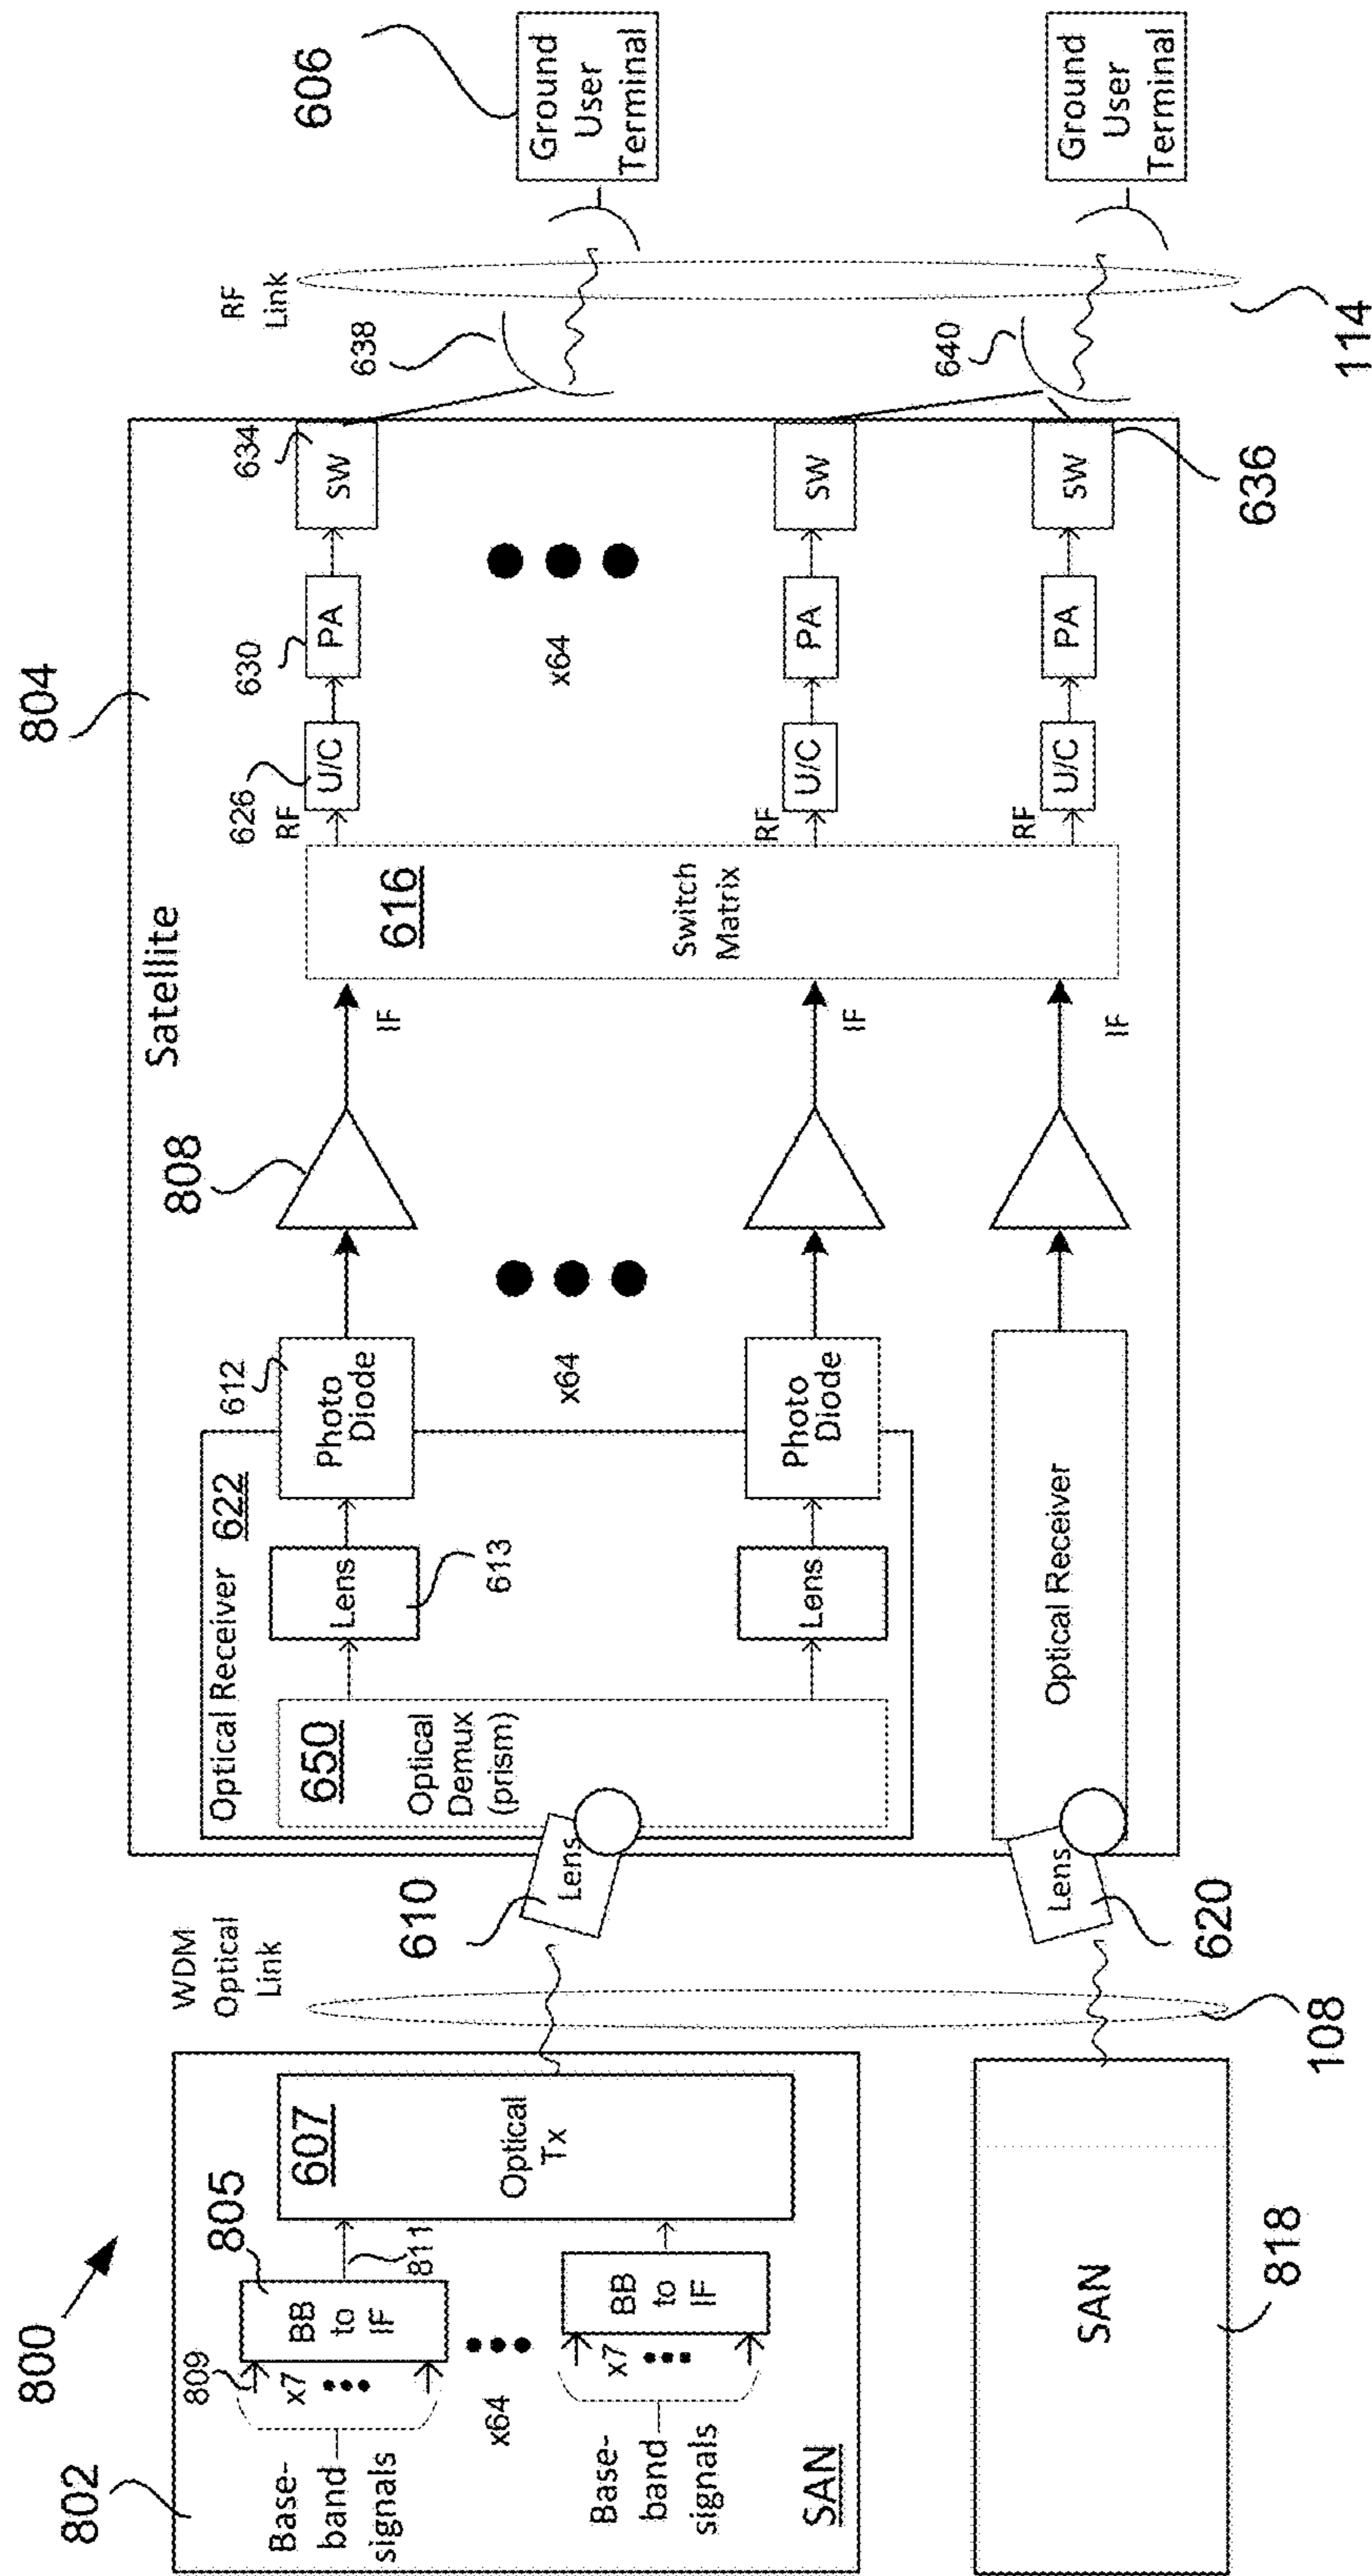 800
802
809
805
BB
to
IF
x7
Base-
band
signals
x64
811
607
Optical
Tx
BB
to
IF
x7
Base-
band
signals
SAN
SAN
818
WDM
Optical
Link
108
610
Lens
Lens
620
804
Satellite
Optical Receiver 622
650
Optical
Demux
(prism)
Lens
613
Lens
612
Photo
Diode
x64
Photo
Diode
Optical Receiver
808
IF
IF
IF
616
Switch
Matrix
RF
RF
RF
626
U/C
U/C
U/C
630
PA
x64
PA
PA
634
SW
SW
SW
636
638
640
RF
Link
114
606
Ground
User
Terminal
Ground
User
Terminal